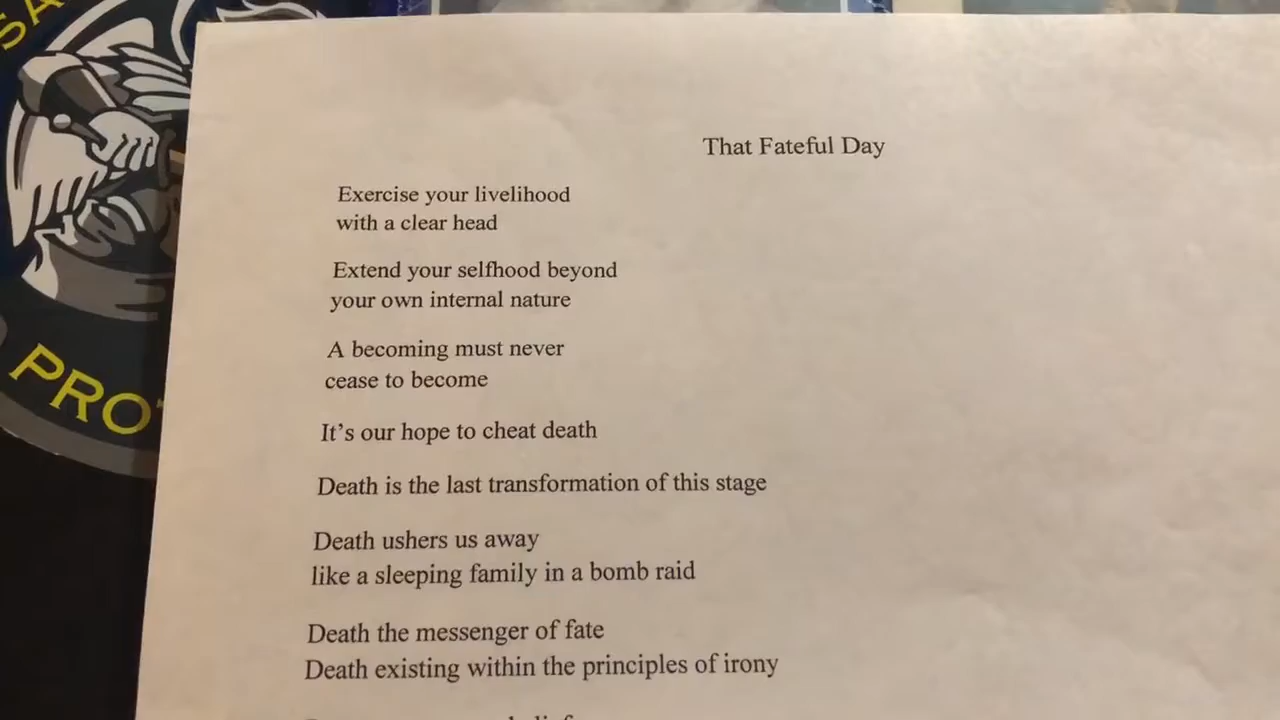 SA
PRO
That Fateful Day
Exercise your livelihood
with a clear head
Extend your selfhood beyond
your own internal nature
A becoming must never
cease to become
It's our hope to cheat death
Death is the last transformation of this stage
Death ushers us away
like a sleeping family in a bomb raid
Death the messenger of fate
Death existing within the principles of irony